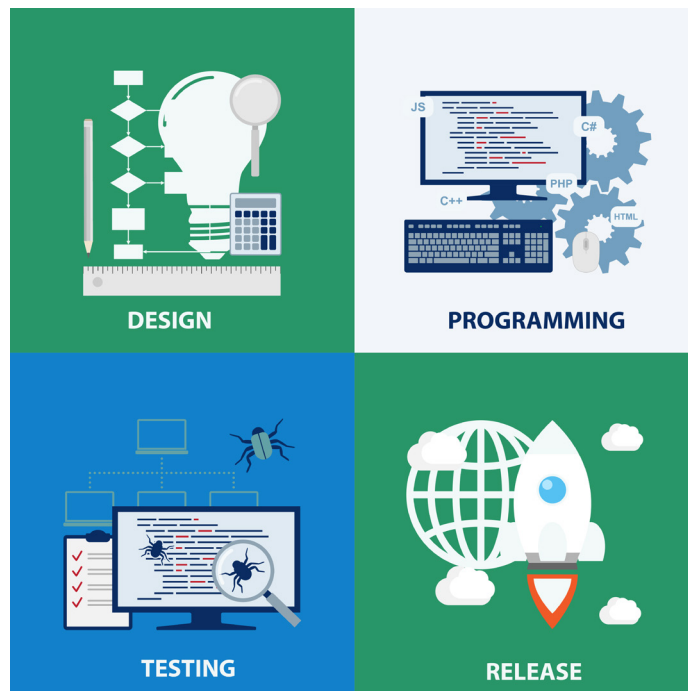 JS
C#
PHP
C++
HTML
DESIGN
PROGRAMMING
TESTING
RELEASE